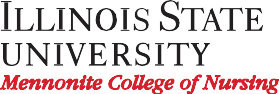 ILLINOIS STATE
UNIVERSITY
Mennonite College of Nursing